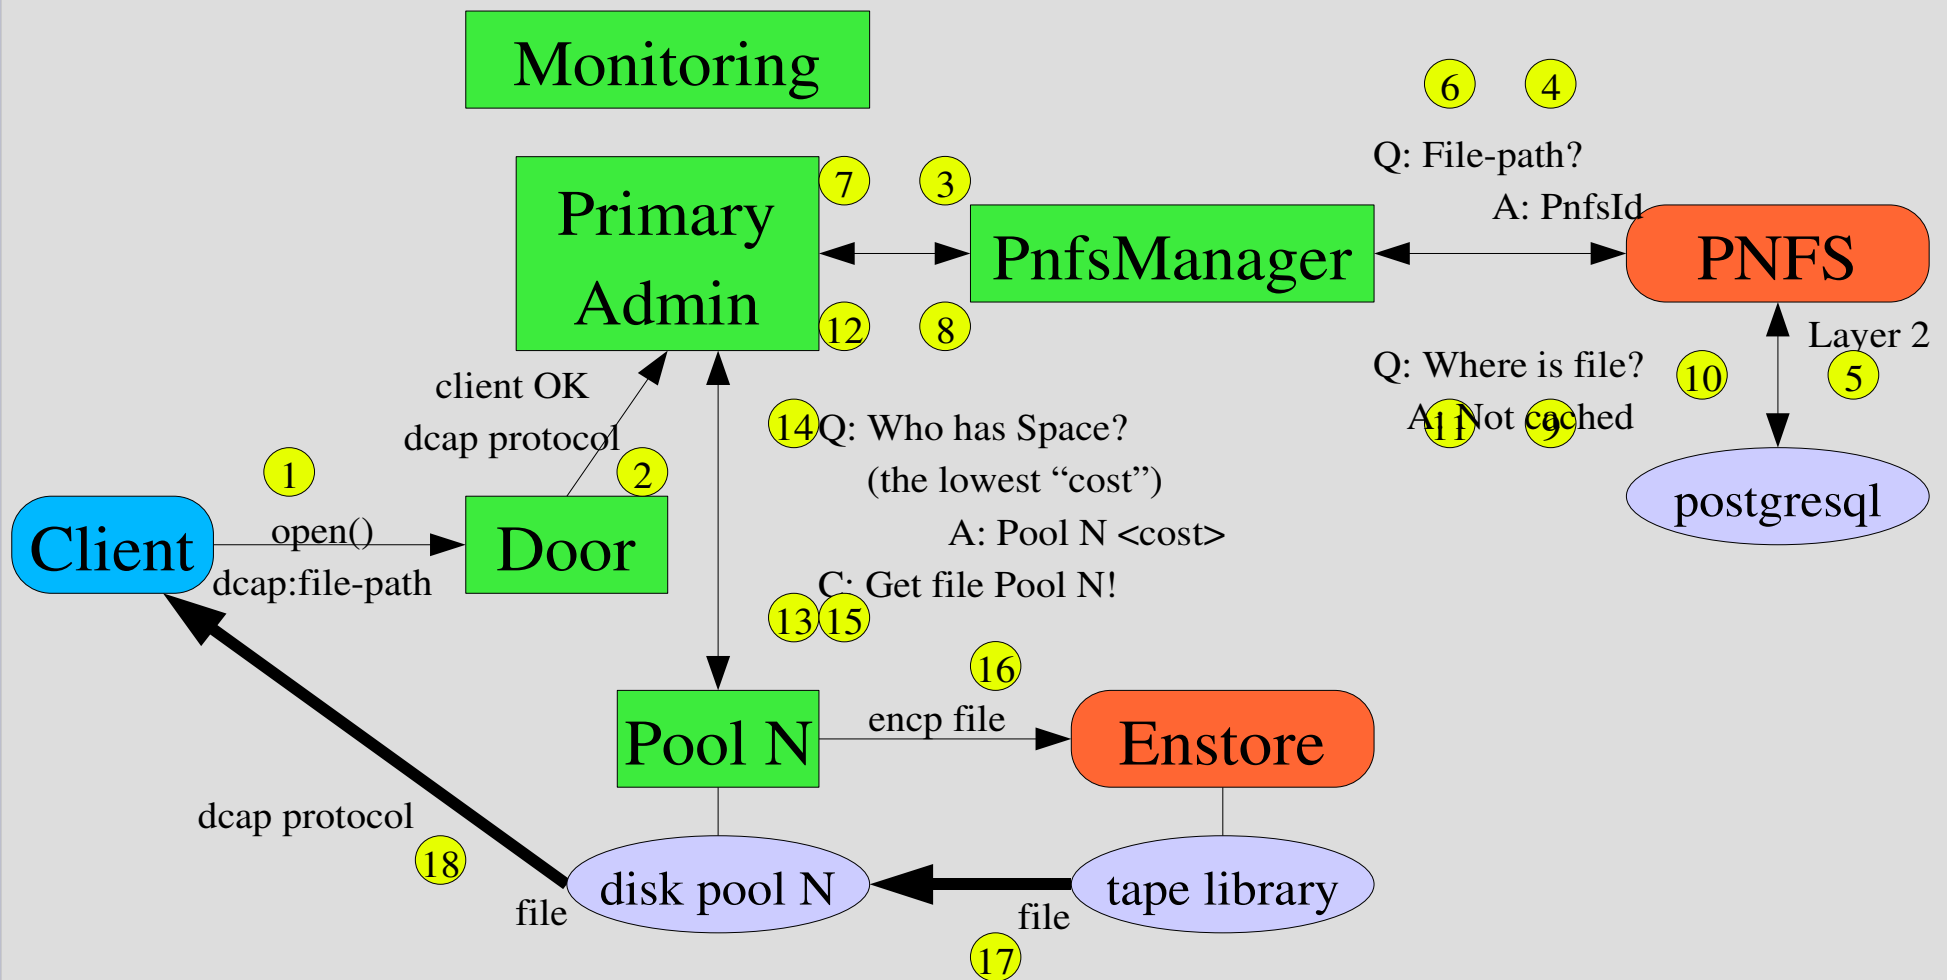 Monitoring
6
4
Q: File-path?
A: PnfsId
7
3
Primary
Admin
PnfsManager
PNFS
12
8
Layer 2
client OK
dcap protocol
Q: Where is file?
A: Not cached
11
9
10
5
14
Q: Who has Space?
(the lowest “cost”)
A: Pool N <cost>
C: Get file Pool N!
13
15
postgresql
1
2
Client
open()
dcap:file-path
Door
16
Pool N
encp file
Enstore
dcap protocol
18
disk pool N
tape library
file
file
17